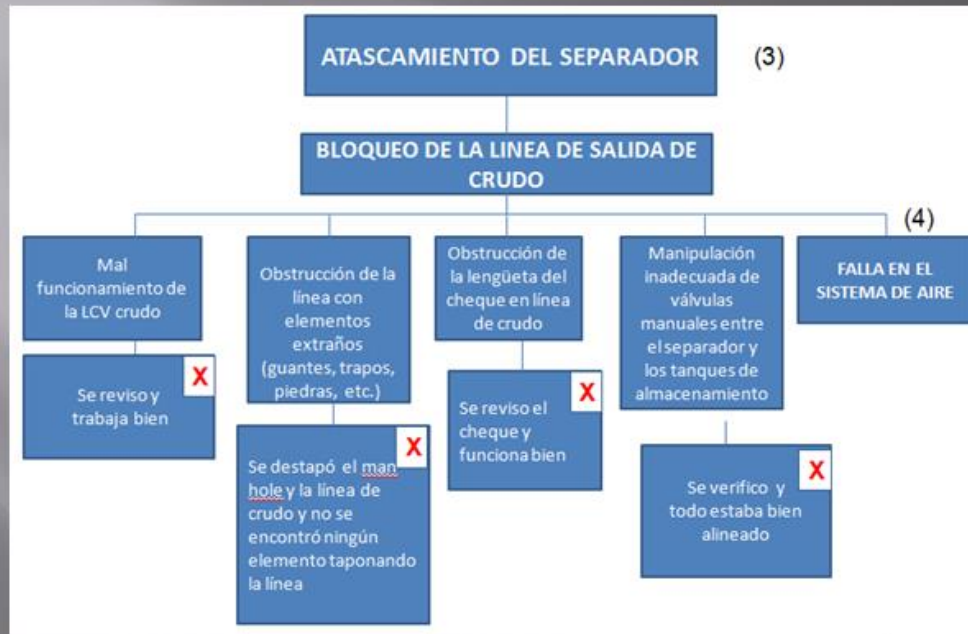 ATASCAMIENTO DEL SEPARADOR
(3)
BLOQUEO DE LA LINEA DE SALIDA DE
CRUDO
(4)
Mal
funcionamiento de
la LCV crudo
Obstrucción de la
línea con
elementos
extraños
(guantes, trapos,
piedras, etc.)
Obstrucción de
la lengüeta del
cheque en línea
de crudo
Manipulación
inadecuada de
válvulas
manuales entre
el separador y
los tanques de
almacenamiento
FALLA EN EL
SISTEMA DE AIRE
X
Se reviso y
trabaja bien
X
Se destapó el man
hole y la línea de
crudo y no se
encontró ningún
elemento taponando
la línea
X
Se reviso el
cheque y
funciona bien
X
Se verifico y
todo estaba bien
alineado